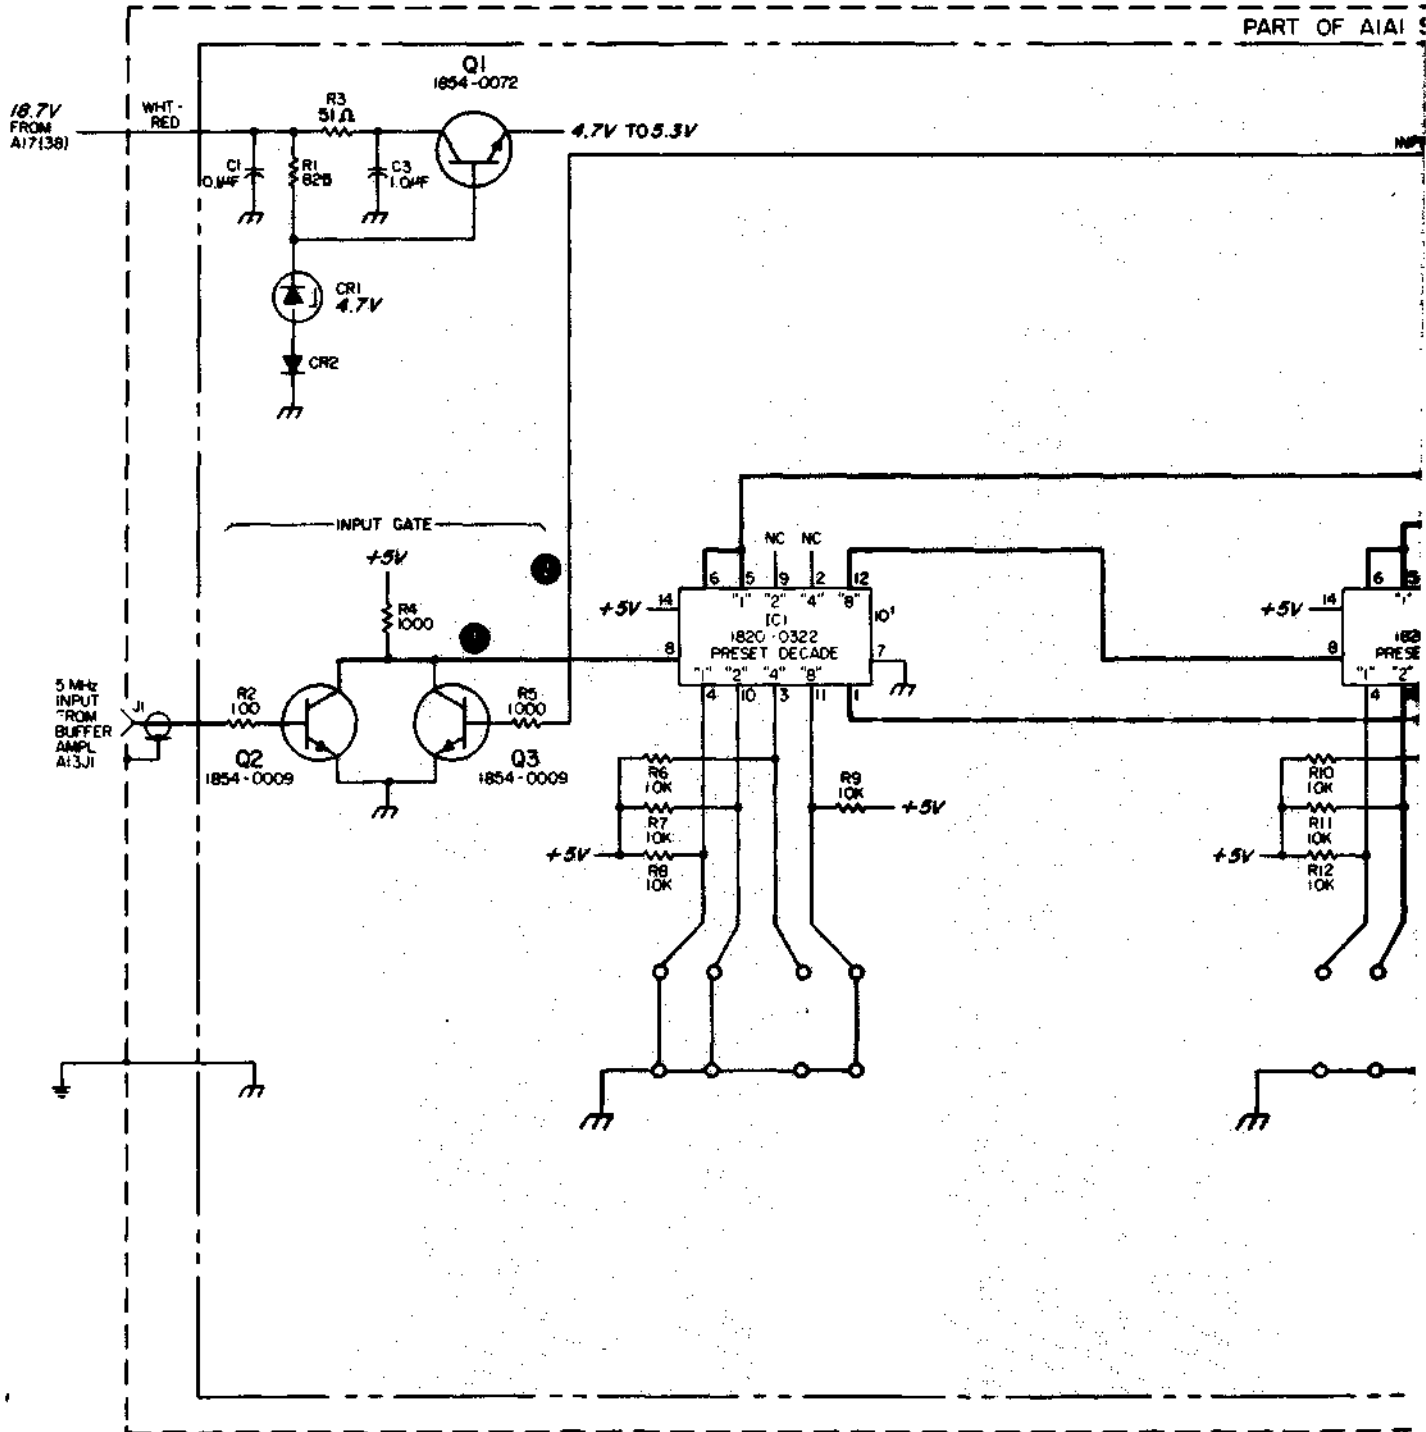 PART OF A1A1 S
Q1
1854-0072
18.7V
FROM
A17(38)
WHT-
RED
R3
51Ω
4.7V TO 5.3V
C1
0.1µF
R1
825
C3
1.0µF
CR1
4.7V
CR2
INPUT GATE
+5V
R4
1000
NC NC
6 5 9 2 12
"1" "2" "4" "8"
+5V 14
IC1
1820-0322
PRESET DECADE
8
7
"1" "2" "4" "8"
4 10 3 11 1
6
"1"
+5V 14
8
PRESE
"1" "2"
4
5 MHz
INPUT
FROM
BUFFER
AMPL
A13J1
J1
R2
100
Q2
1854-0009
R5
1000
Q3
1854-0009
R6
10K
R7
10K
+5V
R8
10K
R9
10K
+5V
R10
10K
R11
10K
+5V
R12
10K